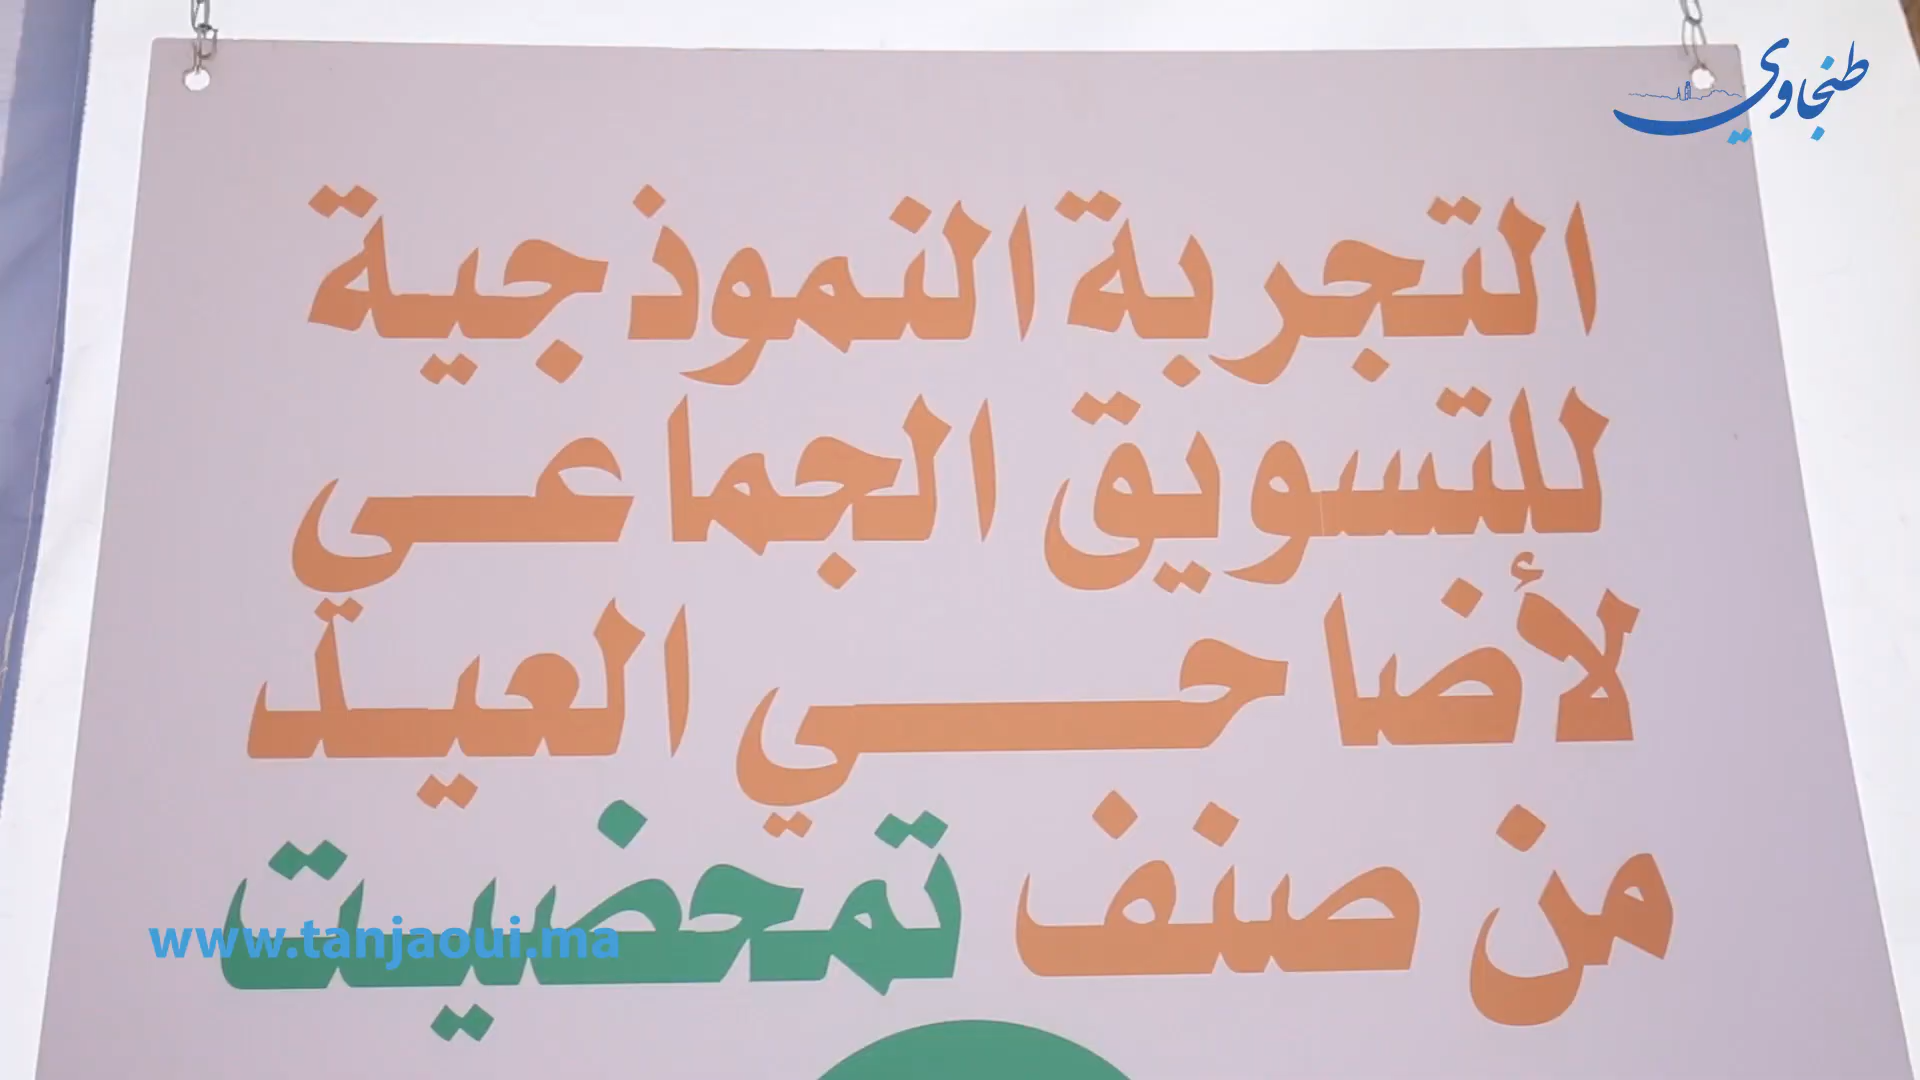 طنجاوي
التجربة النموذجية
للتسويق الجماعي
لأضاحي العيد
من صنف تمحضيت
www.tanjaoui.ma